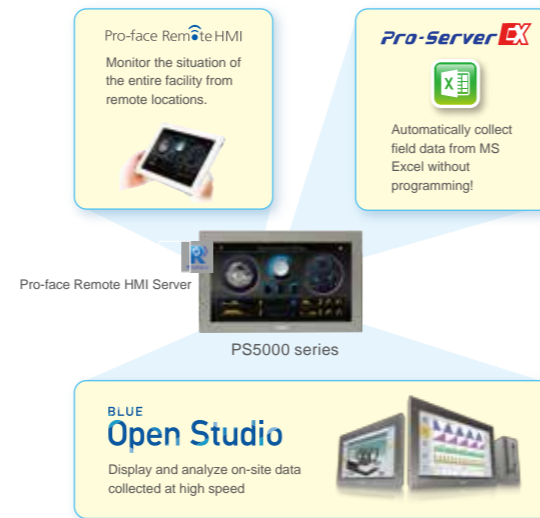 Pro-face Remote HMI
Monitor the situation of
the entire facility from
remote locations.
Pro-Server EX
Automatically collect
field data from MS
Excel without
programming!
Pro-face Remote HMI Server
PS5000 series
BLUE
Open Studio
Display and analyze on-site data
collected at high speed